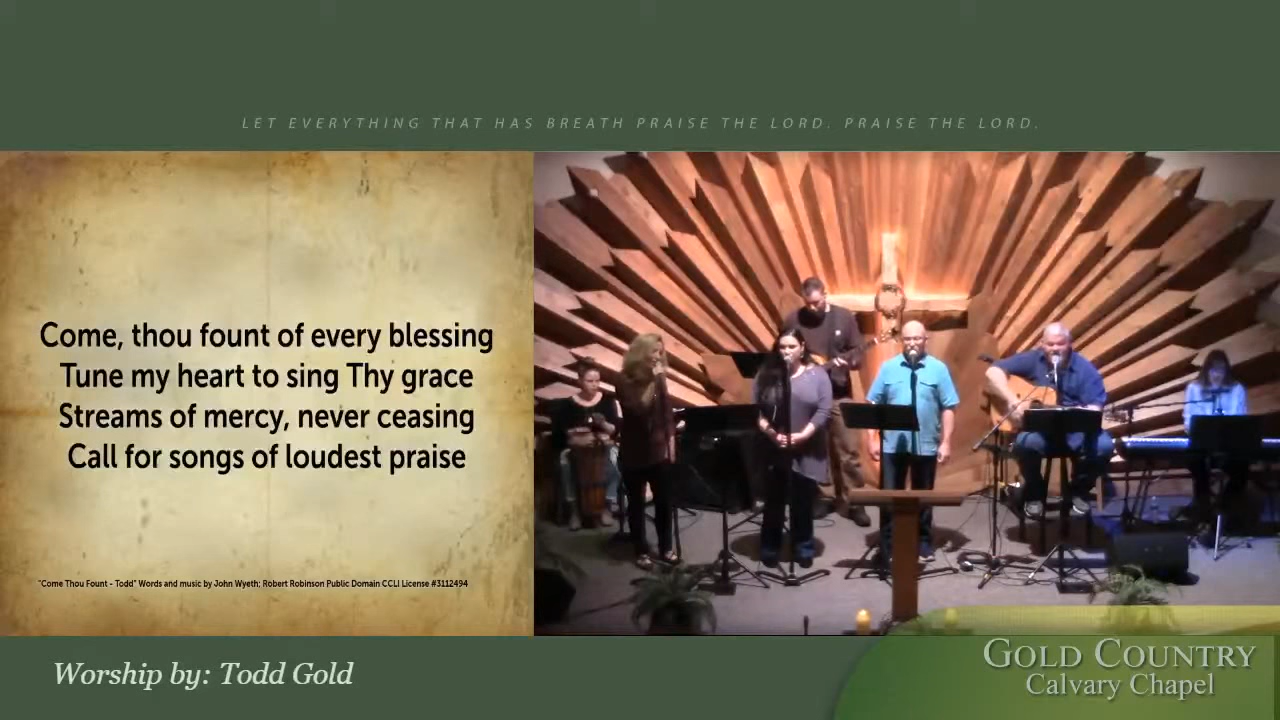 LET EVERYTHING THAT HAS BREATH PRAISE THE LORD. PRAISE THE LORD.
Come, thou fount of every blessing
Tune my heart to sing Thy grace
Streams of mercy, never ceasing
Call for songs of loudest praise
"Come Thou Fount - Todd" Words and music by John Wyeth; Robert Robinson Public Domain CCLI License #3112494
Worship by: Todd Gold
GOLD COUNTRY
Calvary Chapel